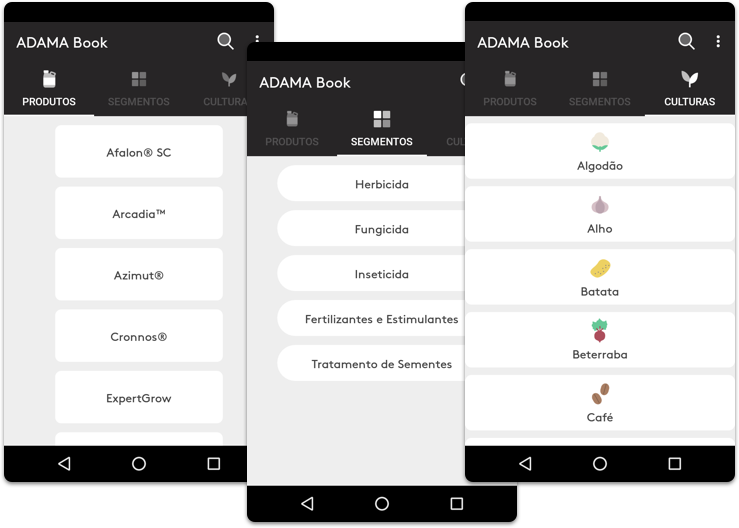 ADAMA Book
PRODUTOS SEGMENTOS CULTURA
Afalon® SC
Arcadia™
Azimut®
Cronnos®
ExpertGrow
ADAMA Book
PRODUTOS SEGMENTOS CUL
Herbicida
Fungicida
Inseticida
Fertilizantes e Estimulantes
Tratamento de Sementes
ADAMA Book
PRODUTOS SEGMENTOS CULTURAS
Algodão
Alho
Batata
Beterraba
Café